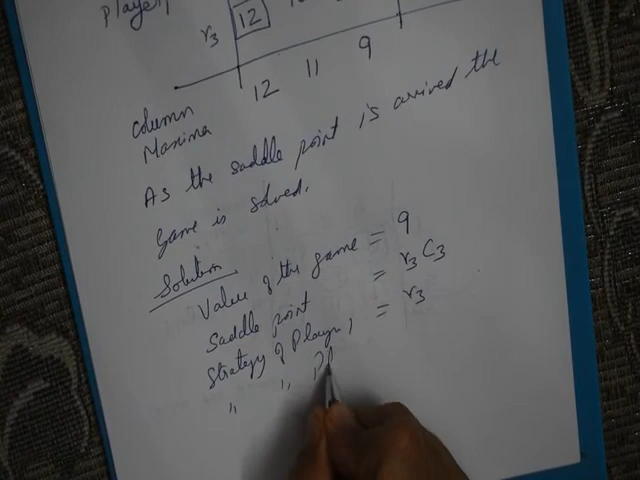 Player,
r3 12
12 11 9
Column
Maxima
As the saddle point is arrived the
game is solved.
Solution
Value of the game = 9
Saddle point = r3 C3
Strategy of Player 1 = r3
" " Pl